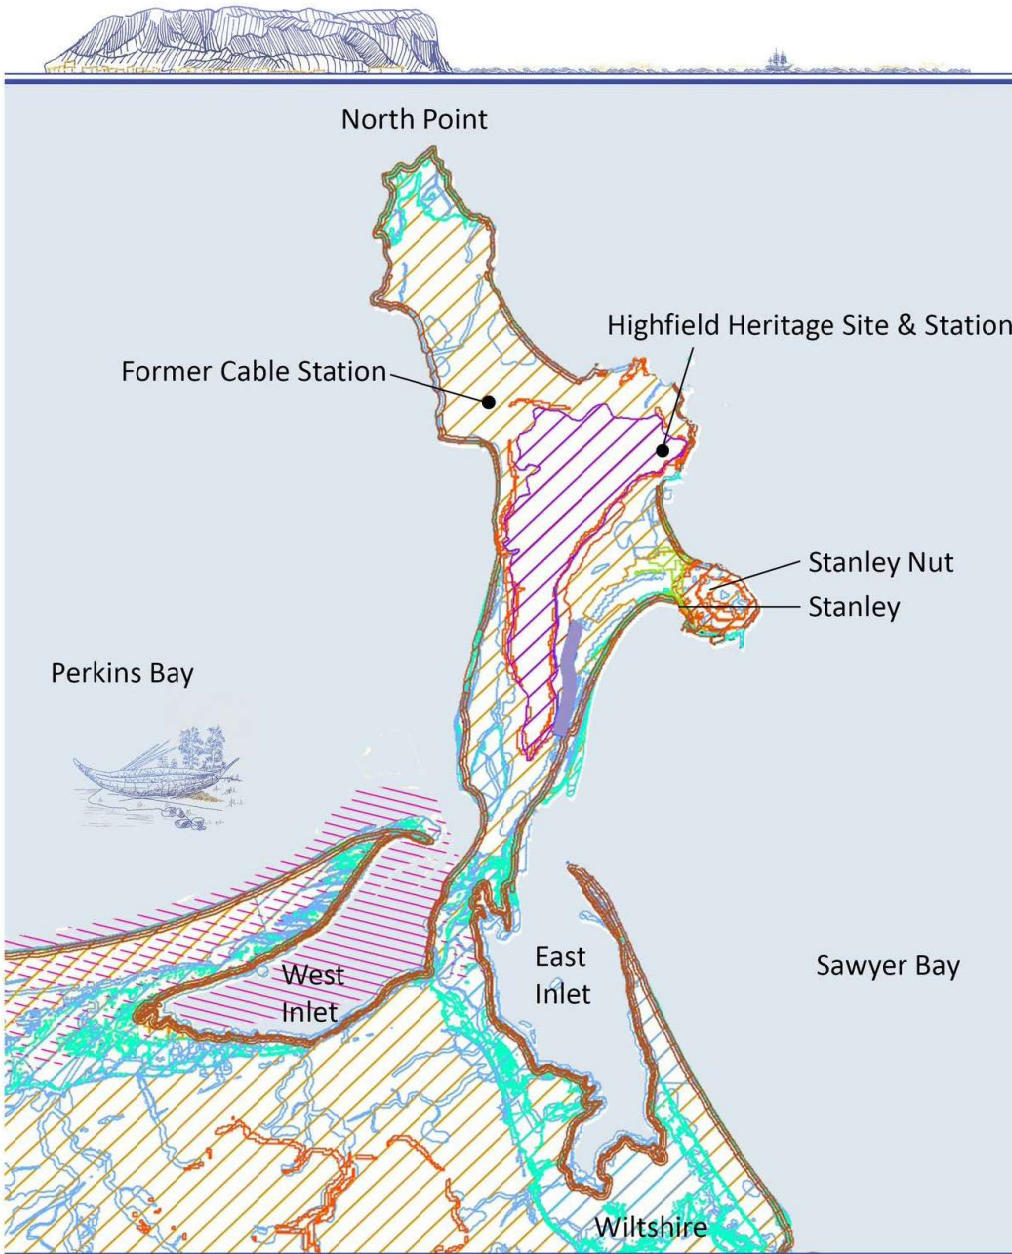 North Point
Highfield Heritage Site & Station
Former Cable Station
Stanley Nut
Stanley
Perkins Bay
West
Inlet
East
Inlet
Sawyer Bay
Wiltshire